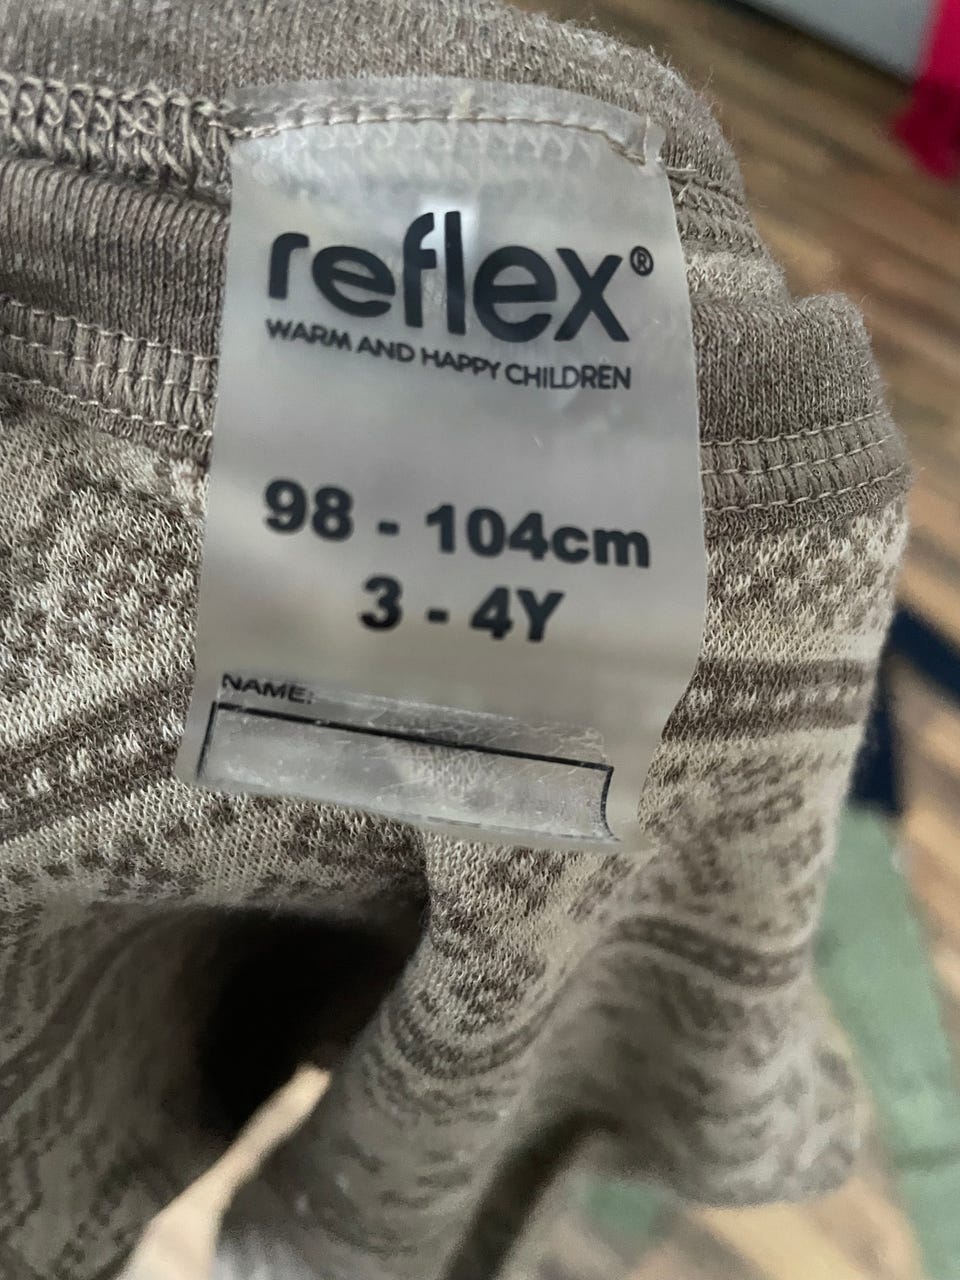 reflex®
WARM AND HAPPY CHILDREN
98 - 104cm
3 - 4Y
NAME: